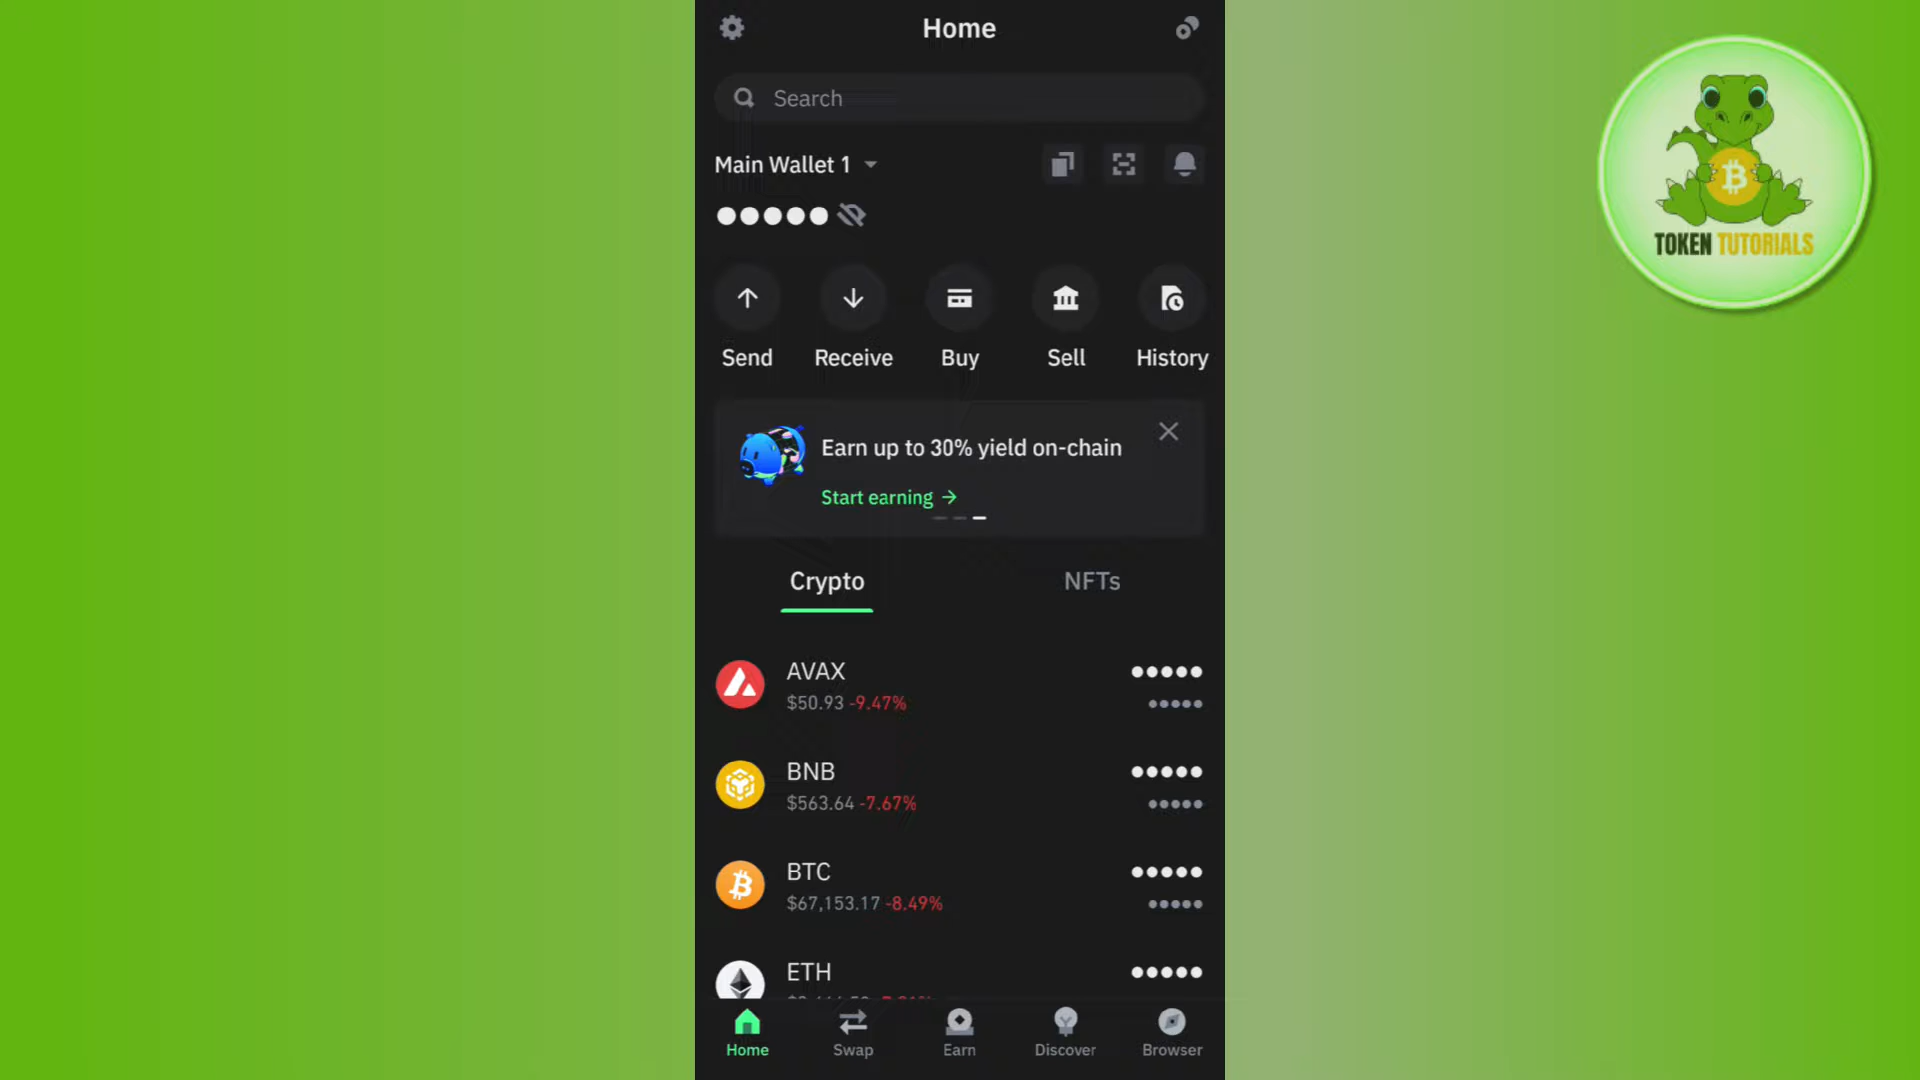 Home
Search
Main Wallet 1
Send
Receive
Buy
Sell
History
Earn up to 30% yield on-chain
Start earning →
Crypto
NFTs
AVAX
$50.93 -9.47%
BNB
$563.64 -7.67%
BTC
$67,153.17 -8.49%
ETH
Home
Swap
Earn
Discover
Browser
TOKEN TUTORIALS